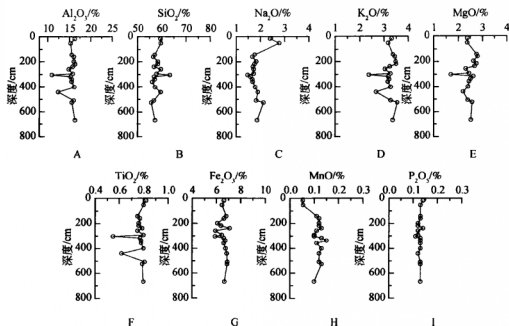 Al₂O₃/% SiO₂/% Na₂O/% K₂O/% MgO/%
10 15 20 25 50 60 70 80 1 2 3 4 2 3 4 2 3 4
0 0 0 0 0
200 200 200 200 200
400 400 400 400 400
600 600 600 600 600
800 800 800 800 800
深度/cm 深度/cm 深度/cm 深度/cm 深度/cm
A B C D E
TiO₂/% Fe₂O₃/% MnO/% P₂O₅/%
0.4 0.6 0.8 1.0 4 6 8 10 0 0.1 0.2 0.3 0 0.1 0.2 0.3
0 0 0 0
200 200 200 200
400 400 400 400
600 600 600 600
800 800 800 800
深度/cm 深度/cm 深度/cm 深度/cm
F G H I